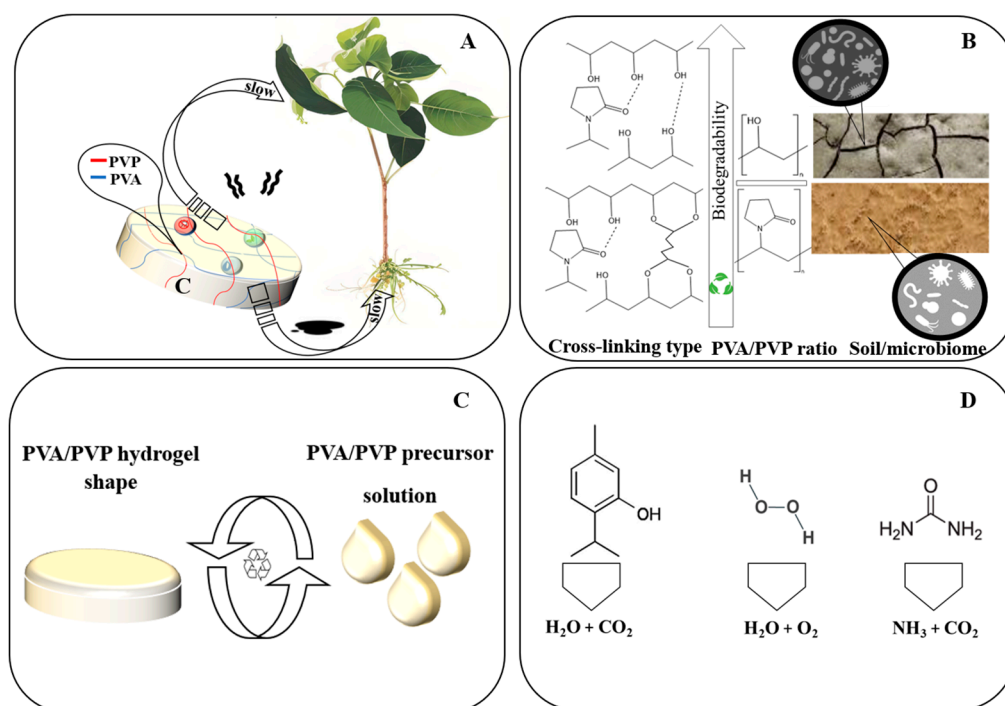 A
slow
PVP
PVA
C
slow
B
OH
OH
OH
O
N
HO
HO
Biodegradability
HO
n
OH
OH
O
O
O
N
O
O
HO
HO
O
N
n
Cross-linking type
PVA/PVP ratio
Soil/microbiome
C
PVA/PVP hydrogel
shape
PVA/PVP precursor
solution
D
OH
H
O
O
H
O
H₂N
NH₂
H₂O + CO₂
H₂O + O₂
NH₃ + CO₂